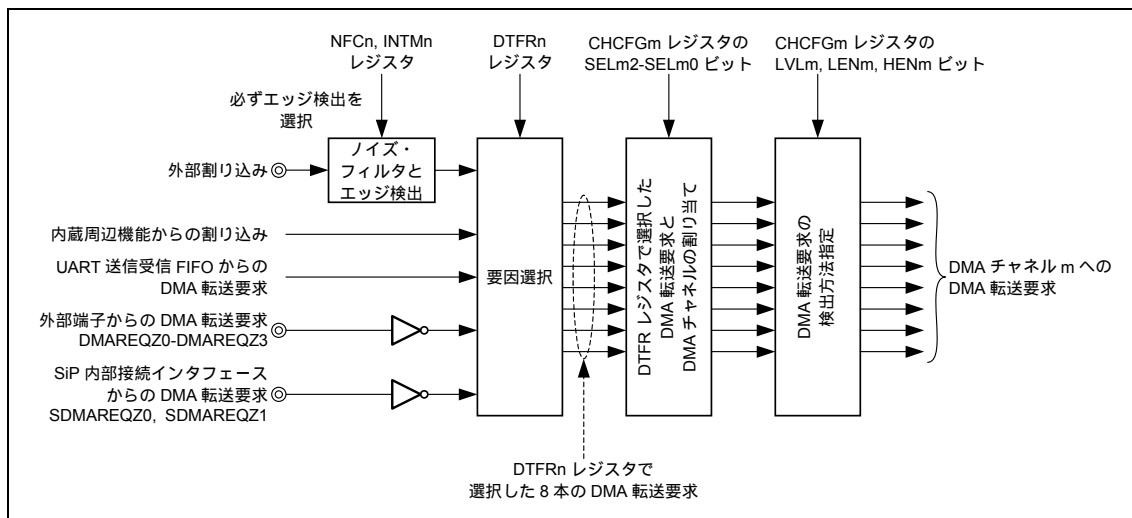 NFCn, INTMn
レジスタ
DTFRn
レジスタ
CHCFGm レジスタの
SELm2-SELm0 ビット
CHCFGm レジスタの
LVLm, LENm, HENm ビット
必ずエッジ検出を
選択
外部割り込み
ノイズ・
フィルタと
エッジ検出
内蔵周辺機能からの割り込み
UART 送信受信 FIFO からの
DMA 転送要求
外部端子からの DMA 転送要求
DMAREQZ0-DMAREQZ3
SiP 内部接続インタフェース
からの DMA 転送要求
SDMAREQZ0, SDMAREQZ1
要因選択
DTFR レジスタで選択した
DMA 転送要求と
DMA チャネルの割り当て
DMA 転送要求の
検出方法指定
DMA チャネル m への
DMA 転送要求
DTFRn レジスタで
選択した 8 本の DMA 転送要求